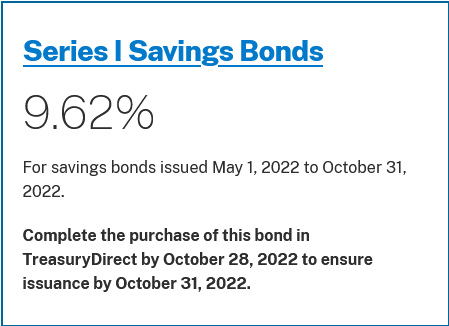 Series I Savings Bonds
9.62%
For savings bonds issued May 1, 2022 to October 31,
2022.
Complete the purchase of this bond in
TreasuryDirect by October 28, 2022 to ensure
issuance by October 31, 2022.